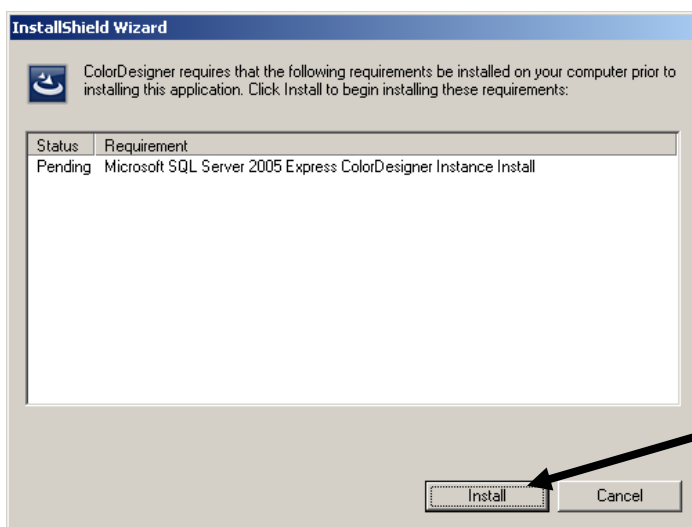 InstallShield Wizard
ColorDesigner requires that the following requirements be installed on your computer prior to
installing this application. Click Install to begin installing these requirements:
Status Requirement
Pending Microsoft SQL Server 2005 Express ColorDesigner Instance Install
Install Cancel